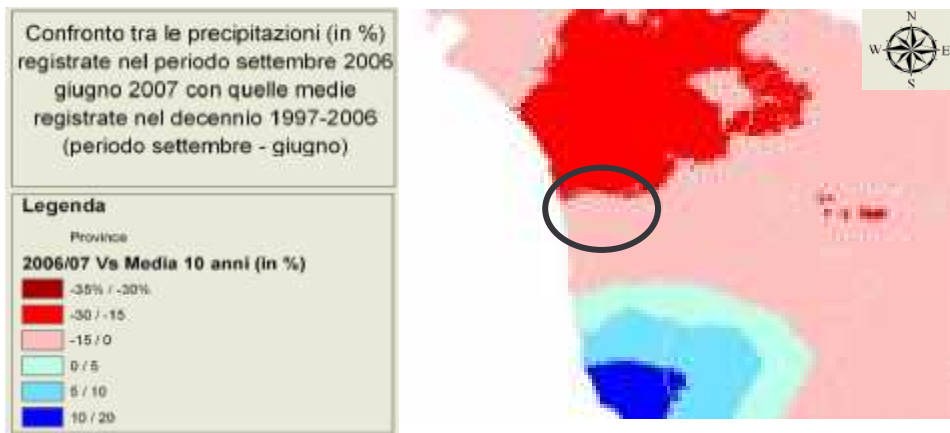 Confronto tra le precipitazioni (in %)
registrate nel periodo settembre 2006
giugno 2007 con quelle medie
registrate nel decennio 1997-2006
(periodo settembre - giugno)
Legenda
Province
2006/07 Vs Media 10 anni (in %)
-35% / -30%
-30 / -15
-15 / 0
0 / 5
5 / 10
10 / 20
N
W E
S